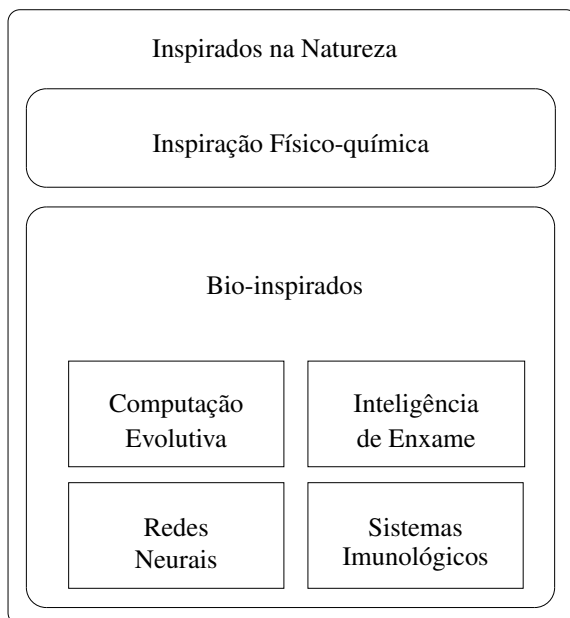 Inspirados na Natureza
Inspiração Físico-química
Bio-inspirados
Computação
Evolutiva
Inteligência
de Enxame
Redes
Neurais
Sistemas
Imunológicos